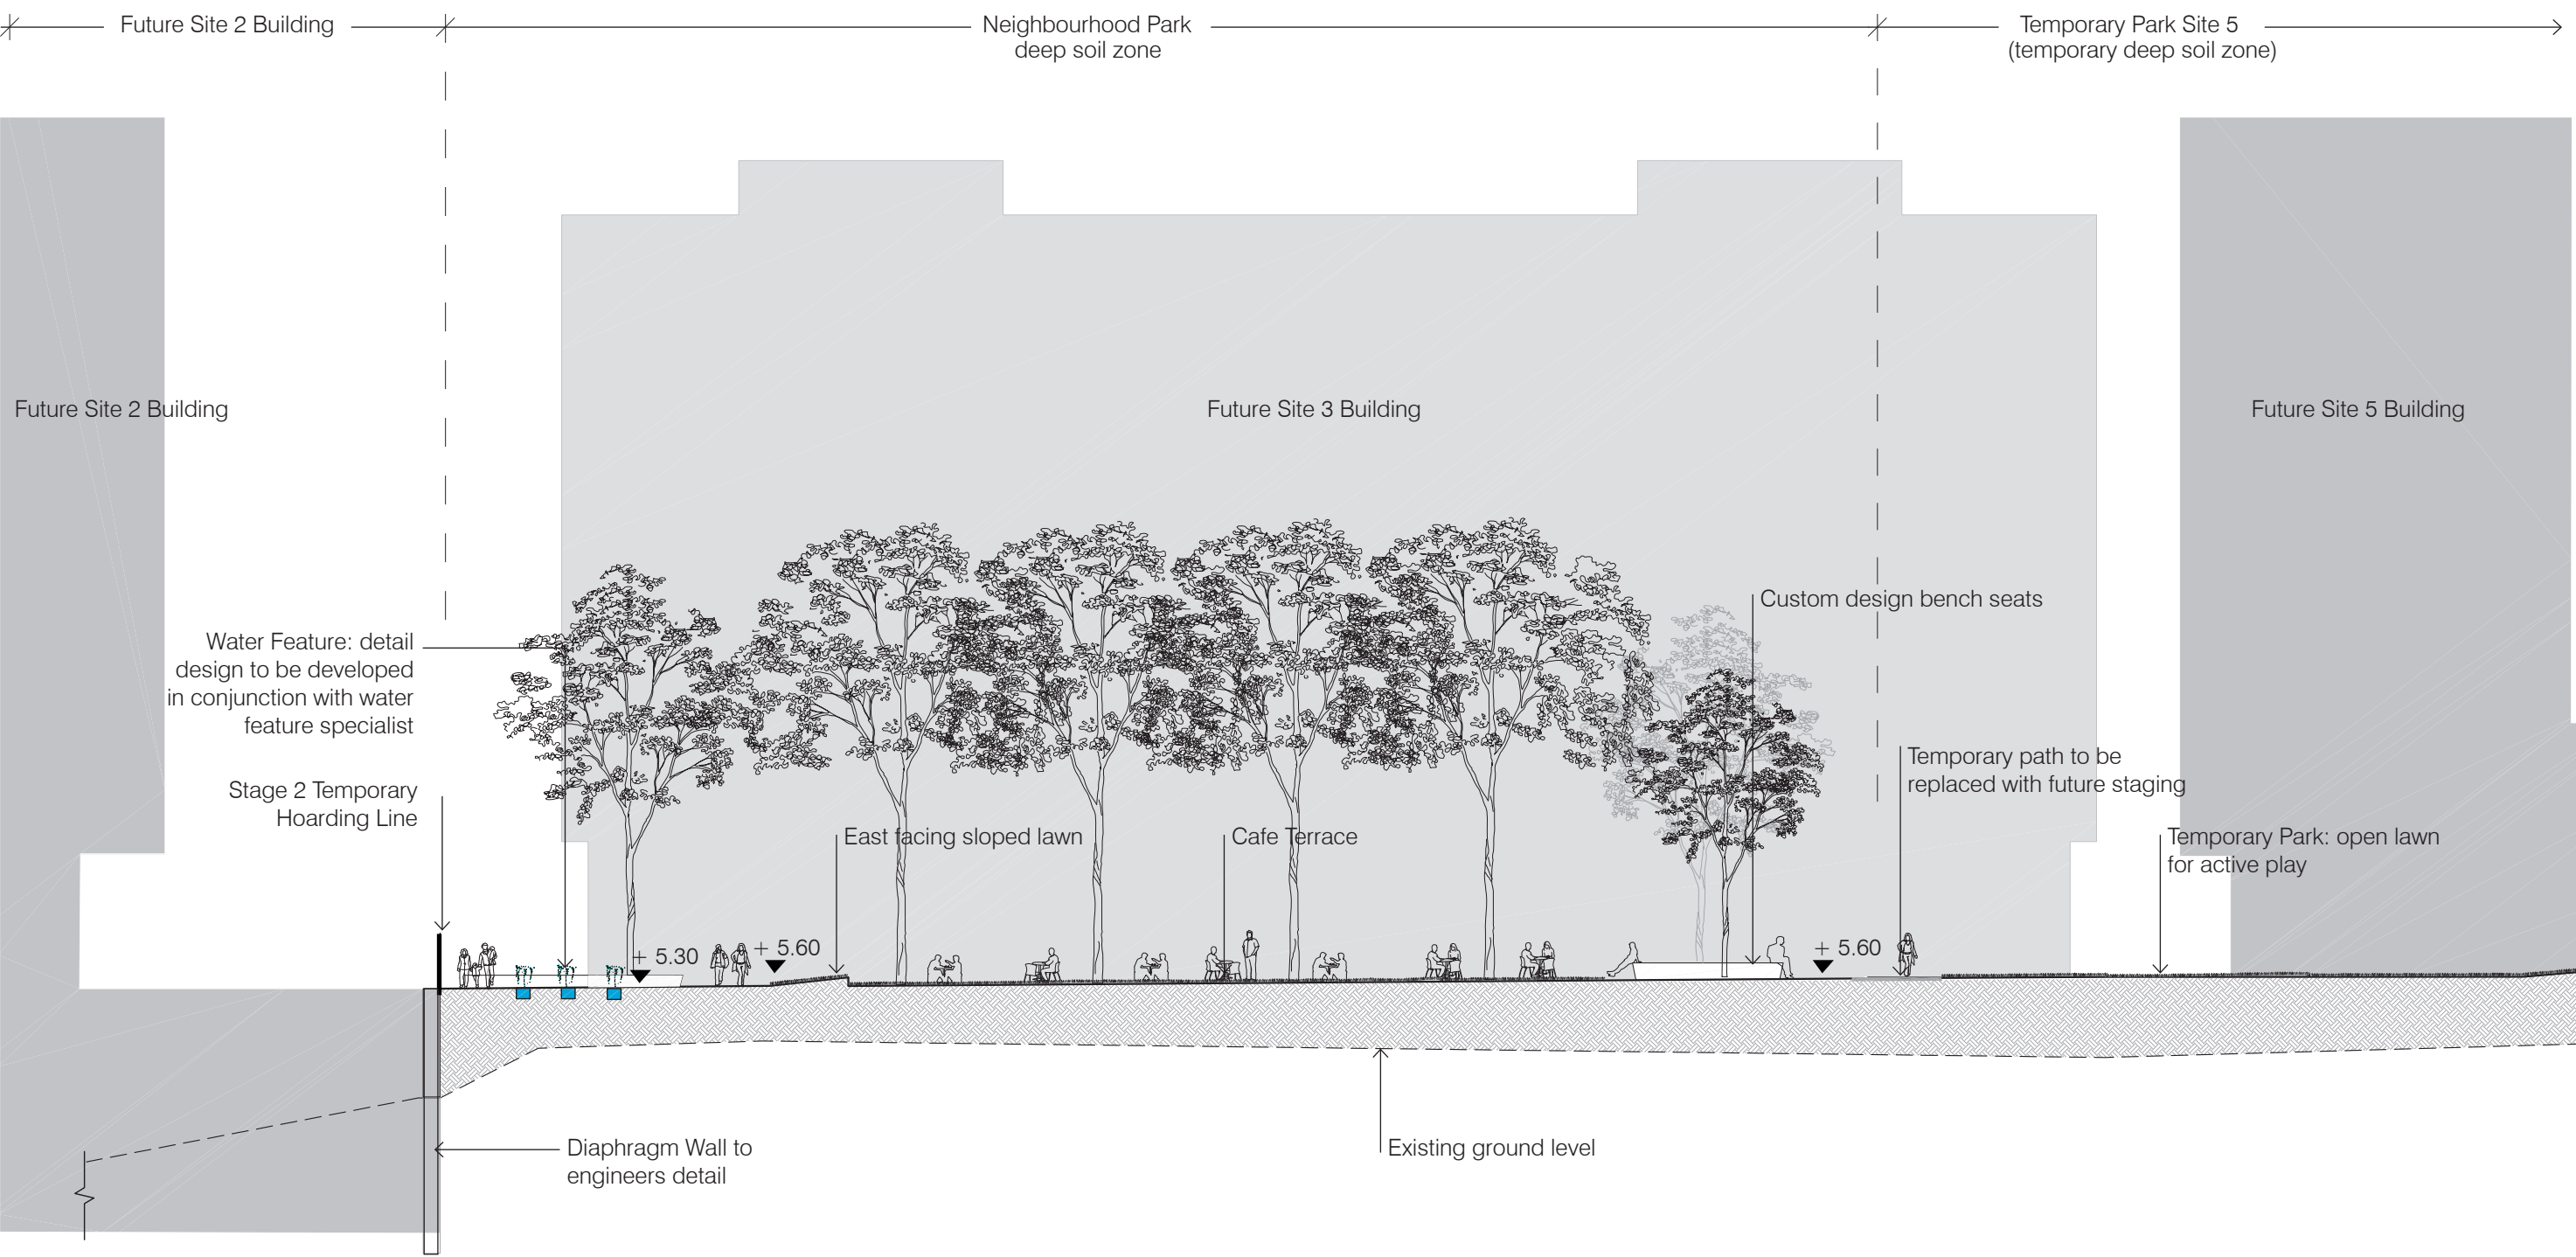 Future Site 2 Building
Neighbourhood Park
deep soil zone
Temporary Park Site 5
(temporary deep soil zone)
Future Site 2 Building
Future Site 3 Building
Future Site 5 Building
Custom design bench seats
Water Feature: detail
design to be developed
in conjunction with water
feature specialist
Temporary path to be
replaced with future staging
Stage 2 Temporary
Hoarding Line
East facing sloped lawn
Cafe Terrace
Temporary Park: open lawn
for active play
+ 5.30
+ 5.60
+ 5.60
Diaphragm Wall to
engineers detail
Existing ground level